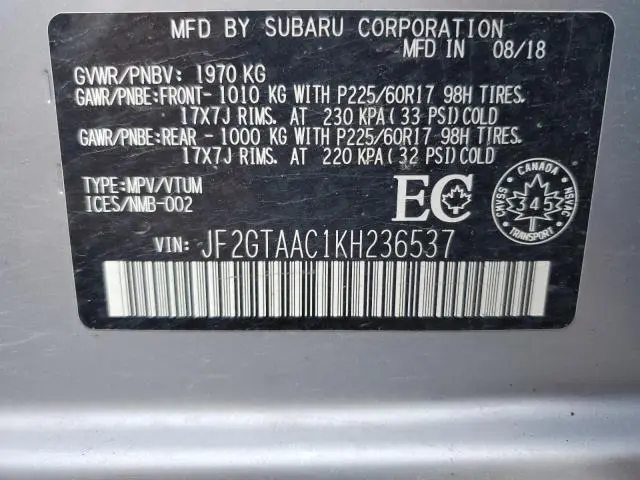 MFD BY SUBARU CORPORATION
MFD IN 08/18
GVWR/PNBV: 1970 KG
GAWR/PNBE:FRONT- 1010 KG WITH P225/60R17 98H TIRES.
17X7J RIMS. AT 230 KPA( 33 PSI)COLD
GAWR/PNBE:REAR - 1000 KG WITH P225/60R17 98H TIRES.
17X7J RIMS. AT 220 KPA( 32 PSI)COLD
TYPE:MPV/VTUM
ICES/NMB-002
EC
CANADA
CMVSS
345
NSVAC
TRANSPORT
VIN: JF2GTAAC1KH236537